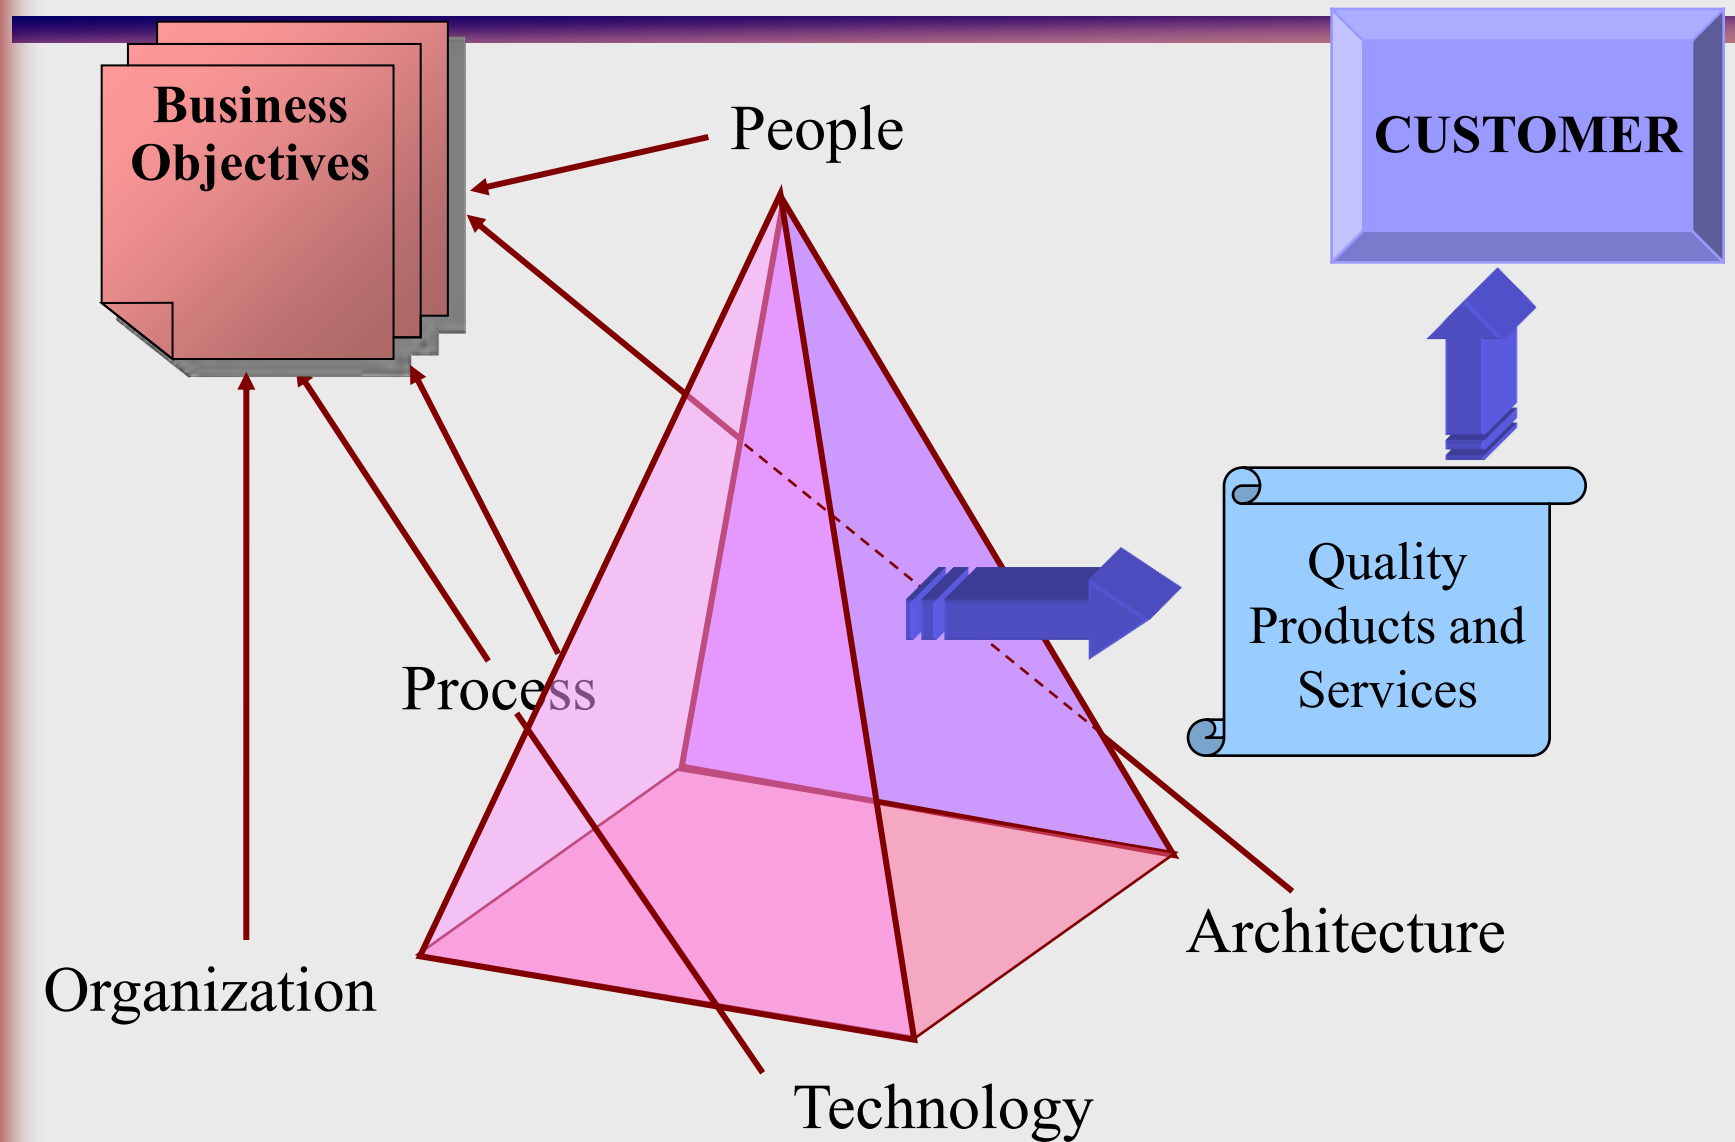 Business
Objectives
People
CUSTOMER
Quality
Products and
Services
Process
Architecture
Organization
Technology